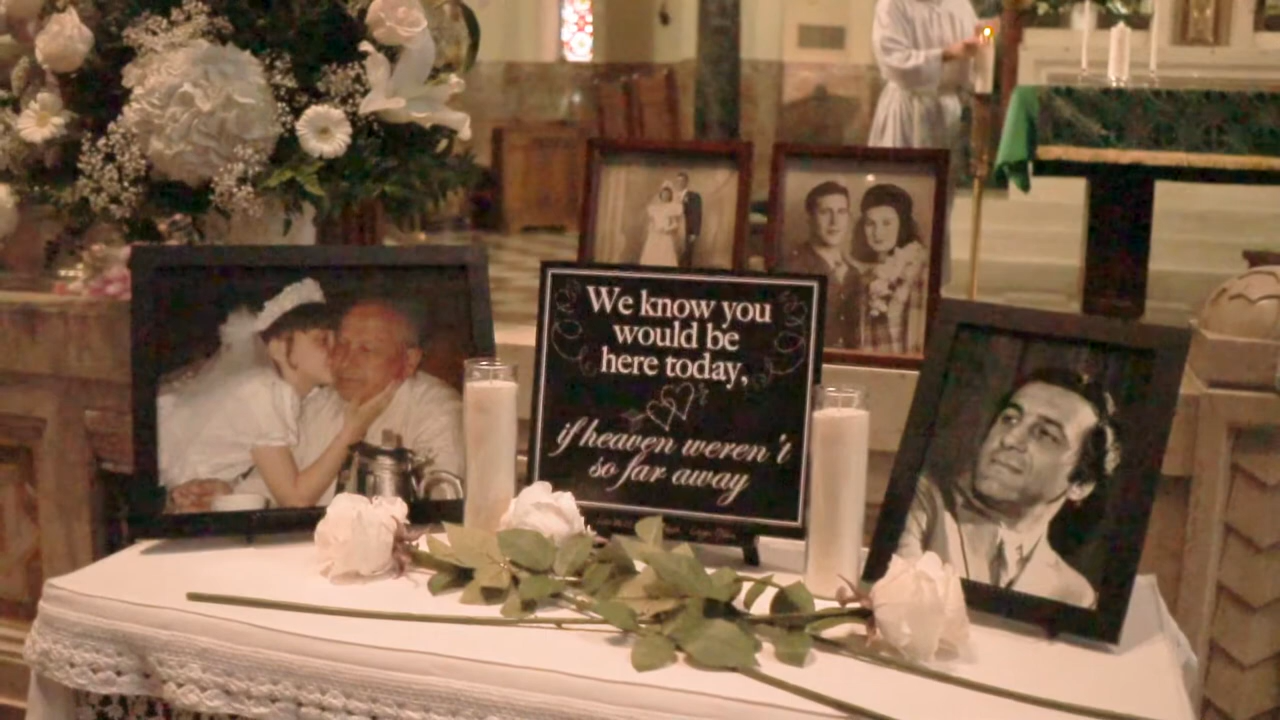 We know you
would be
here today,
if heaven weren't
so far away